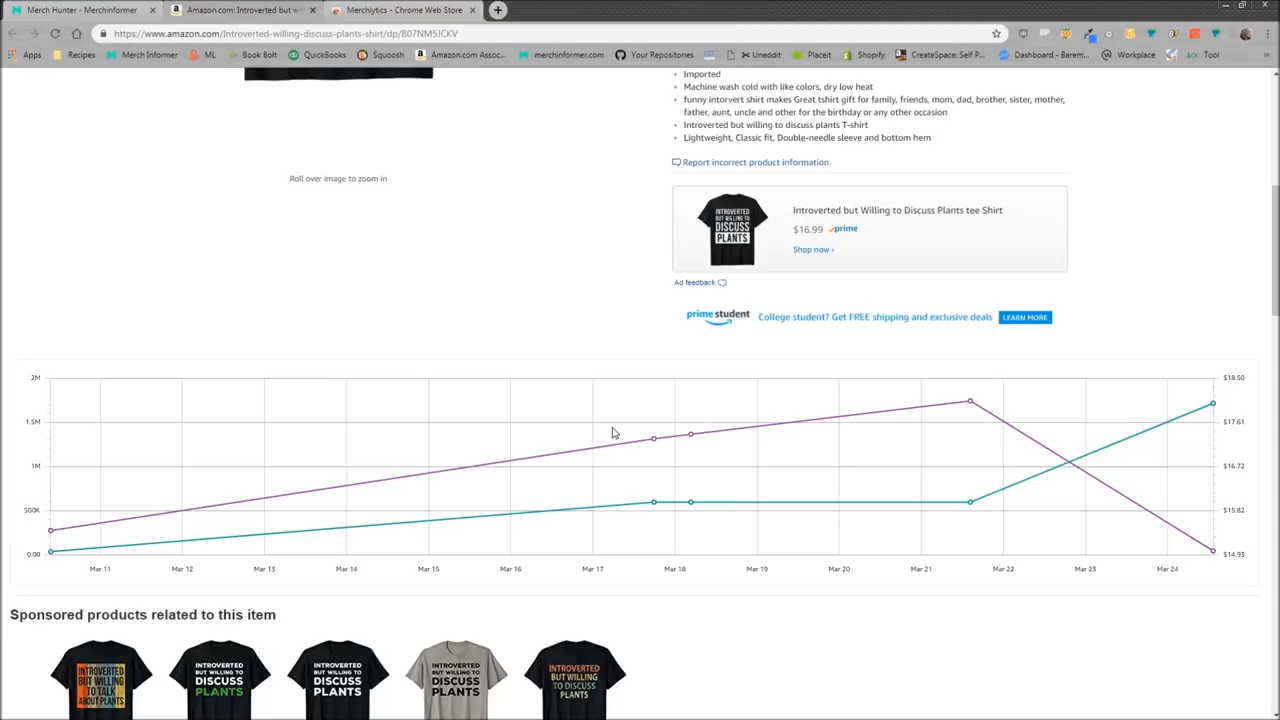 Merch Hunter - Merchinformer
Amazon.com: Introverted but w
Merchlytics - Chrome Web Store
https://www.amazon.com/Introverted-willing-discuss-plants-shirt/dp/B07NM5JCKV
Apps Recipes Merch Informer ML Book Bolt QuickBooks Squoosh Amazon.com Assoc... merchinformer.com Your Repositories Uneddit Placeit Shopify CreateSpace: Self P... Dashboard - Barem... Workplace Tool
Imported
Machine wash cold with like colors, dry low heat
funny intorvert shirt makes Great tshirt gift for family, friends, mom, dad, brother, sister, mother,
father, aunt, uncle and other for the birthday or any other occasion
Introverted but willing to discuss plants T-shirt
Lightweight, Classic fit, Double-needle sleeve and bottom hem
Report incorrect product information.
Roll over image to zoom in
INTROVERTED
BUT WILLING TO
DISCUSS
PLANTS
Introverted but Willing to Discuss Plants tee Shirt
$16.99 prime
Shop now ›
Ad feedback
prime student College student? Get FREE shipping and exclusive deals LEARN MORE
2M $18.50
1.5M $17.61
1M $16.72
500K $15.82
0.00 $14.93
Mar 11 Mar 12 Mar 13 Mar 14 Mar 15 Mar 16 Mar 17 Mar 18 Mar 19 Mar 20 Mar 21 Mar 22 Mar 23 Mar 24
Sponsored products related to this item
INTROVERTED
BUT WILLING
TO TALK
ABOUT PLANTS
INTROVERTED
BUT WILLING TO
DISCUSS
PLANTS
INTROVERTED
BUT WILLING TO
DISCUSS
PLANTS
INTROVERTED
BUT WILLING TO
DISCUSS
PLANTS
INTROVERTED
BUT WILLING
TO DISCUSS
PLANTS